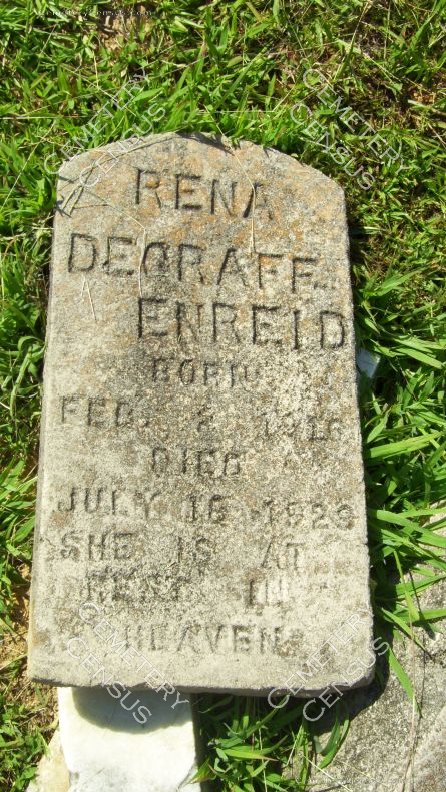 RENA
DEGRAFF
ENREID
BORN
FEB. 2 1916
DIED
JULY 16 1929
SHE IS AT
REST IN
HEAVEN
CEMETERY
CENSUS
CEMETERY
CENSUS
CEMETERY
CENSUS
CEMETERY
CENSUS